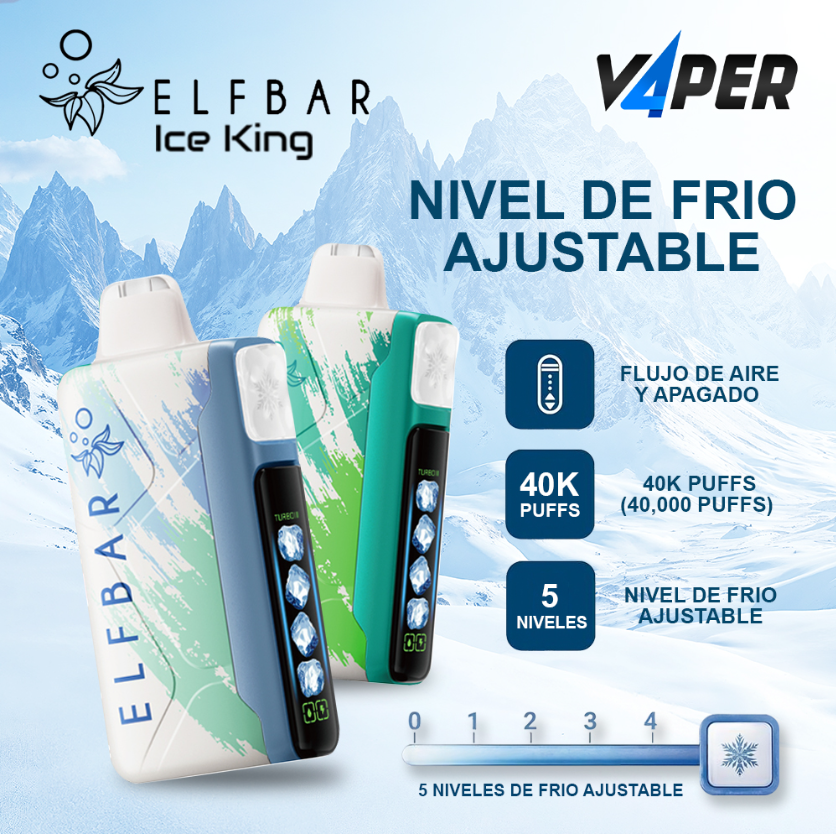 ELFBAR
Ice King
V4PER
NIVEL DE FRIO
AJUSTABLE
FLUJO DE AIRE
Y APAGADO
40K
PUFFS
40K PUFFS
(40,000 PUFFS)
5
NIVELES
NIVEL DE FRIO
AJUSTABLE
ELFBAR
TURBO
TURBO
0 1 2 3 4
5 NIVELES DE FRIO AJUSTABLE